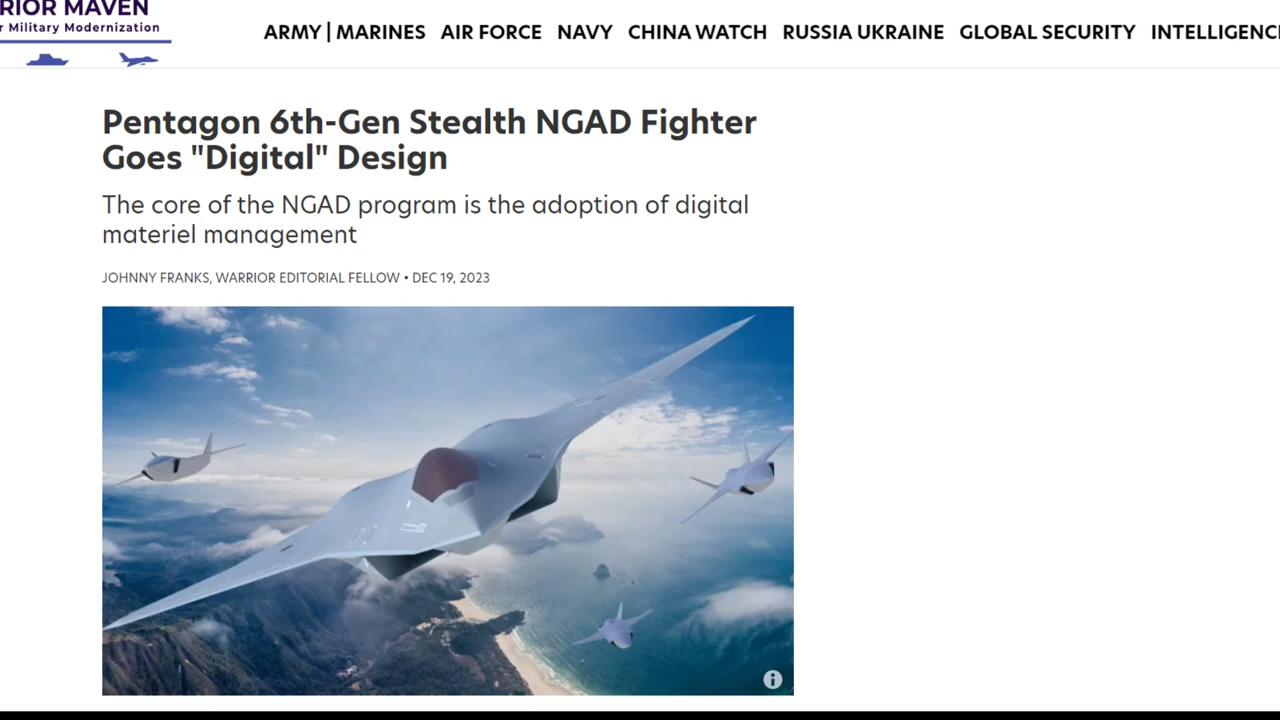 RIOR MAVEN
r Military Modernization
ARMY | MARINES AIR FORCE NAVY CHINA WATCH RUSSIA UKRAINE GLOBAL SECURITY INTELLIGENC
Pentagon 6th-Gen Stealth NGAD Fighter
Goes "Digital" Design
The core of the NGAD program is the adoption of digital
materiel management
JOHNNY FRANKS, WARRIOR EDITORIAL FELLOW • DEC 19, 2023